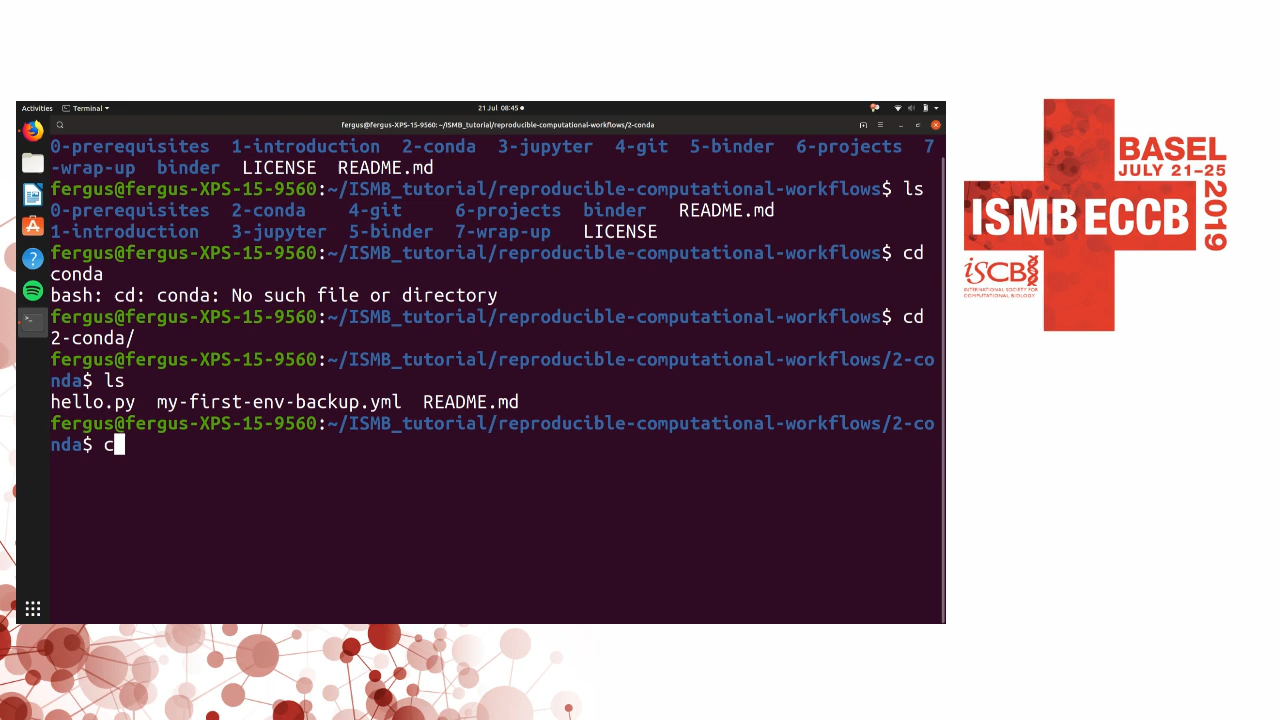 Activities Terminal 21 Jul 08:45
fergus@fergus-XPS-15-9560: ~/ISMB_tutorial/reproducible-computational-workflows/2-conda
0-prerequisites 1-introduction 2-conda 3-jupyter 4-git 5-binder 6-projects 7
-wrap-up binder LICENSE README.md
fergus@fergus-XPS-15-9560:~/ISMB_tutorial/reproducible-computational-workflows$ ls
0-prerequisites 2-conda 4-git 6-projects binder README.md
1-introduction 3-jupyter 5-binder 7-wrap-up LICENSE
fergus@fergus-XPS-15-9560:~/ISMB_tutorial/reproducible-computational-workflows$ cd
conda
bash: cd: conda: No such file or directory
fergus@fergus-XPS-15-9560:~/ISMB_tutorial/reproducible-computational-workflows$ cd
2-conda/
fergus@fergus-XPS-15-9560:~/ISMB_tutorial/reproducible-computational-workflows/2-co
nda$ ls
hello.py my-first-env-backup.yml README.md
fergus@fergus-XPS-15-9560:~/ISMB_tutorial/reproducible-computational-workflows/2-co
nda$ c
BASEL
JULY 21–25
2019
ISMB ECCB
ISCB
INTERNATIONAL SOCIETY FOR
COMPUTATIONAL BIOLOGY